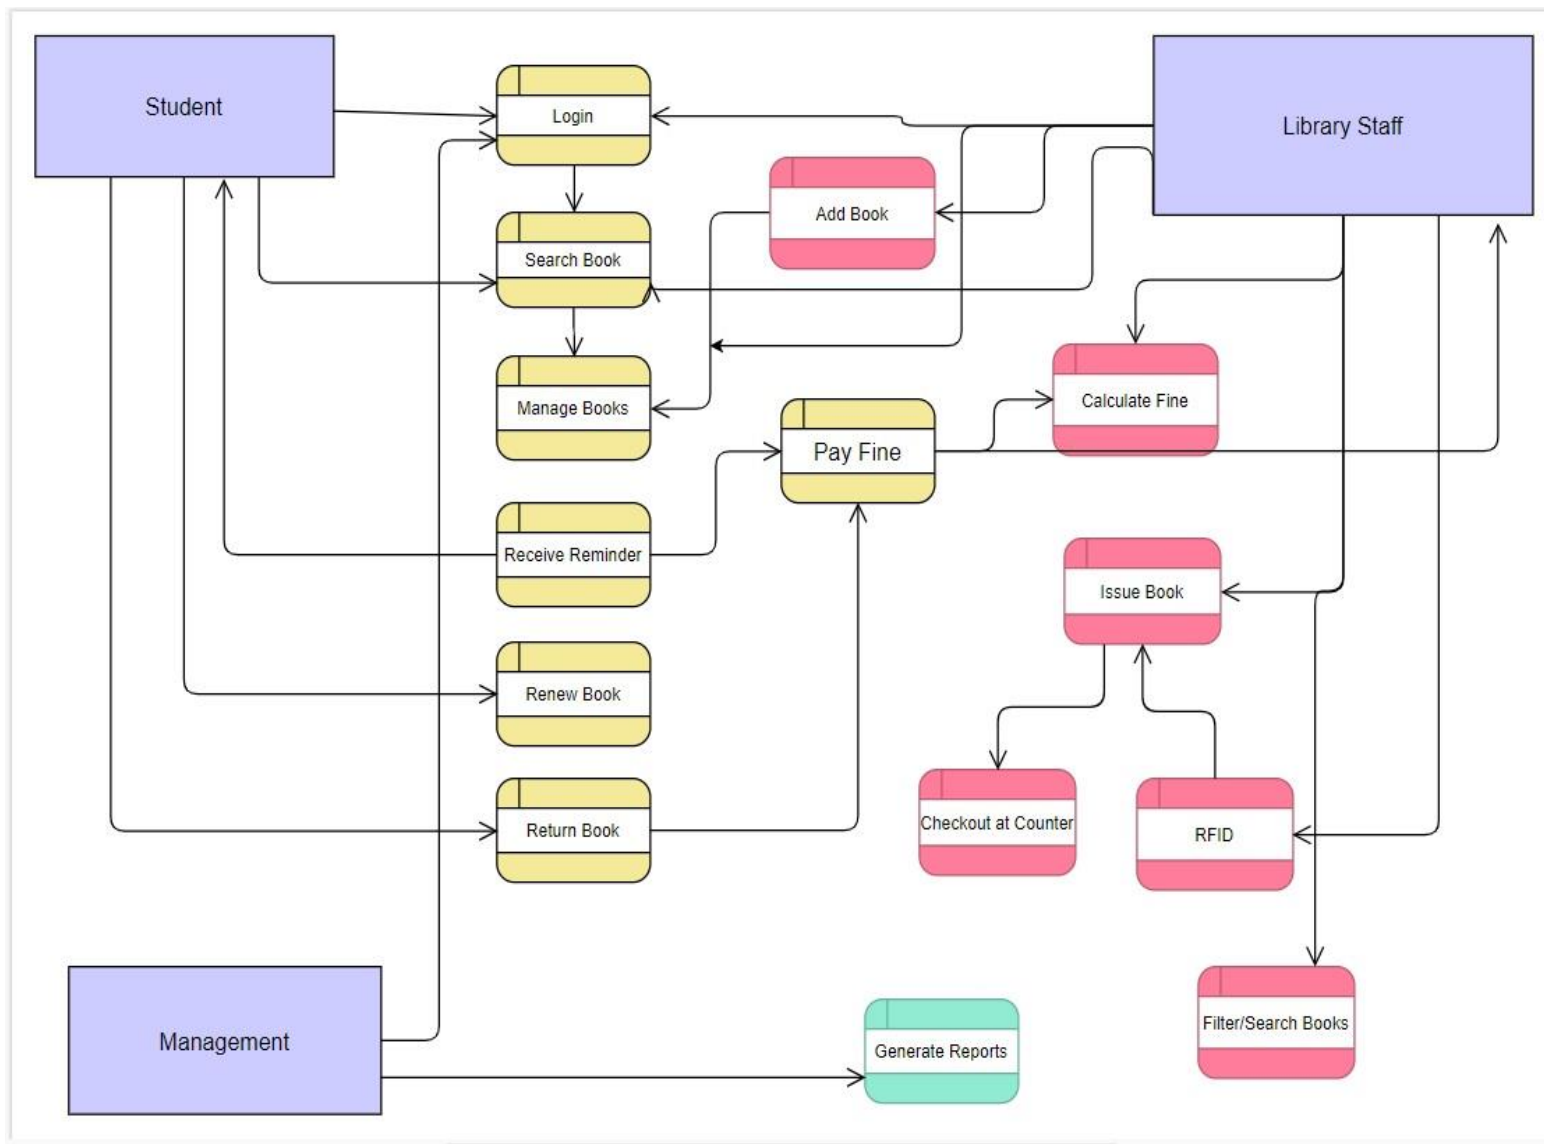 Student
Login
Library Staff
Add Book
Search Book
Manage Books
Calculate Fine
Pay Fine
Receive Reminder
Issue Book
Renew Book
Return Book
Checkout at Counter
RFID
Management
Generate Reports
Filter/Search Books